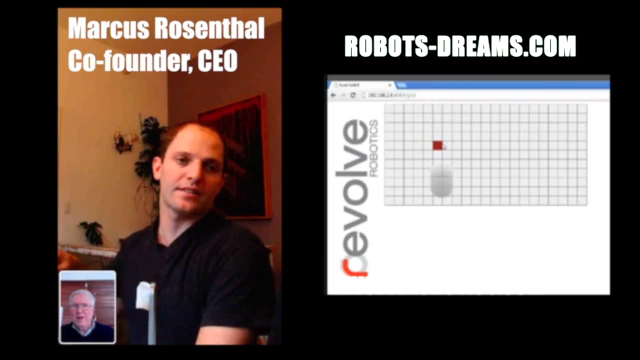 Marcus Rosenthal
Co-founder, CEO
ROBOTS-DREAMS.COM
revolve
ROBOTICS